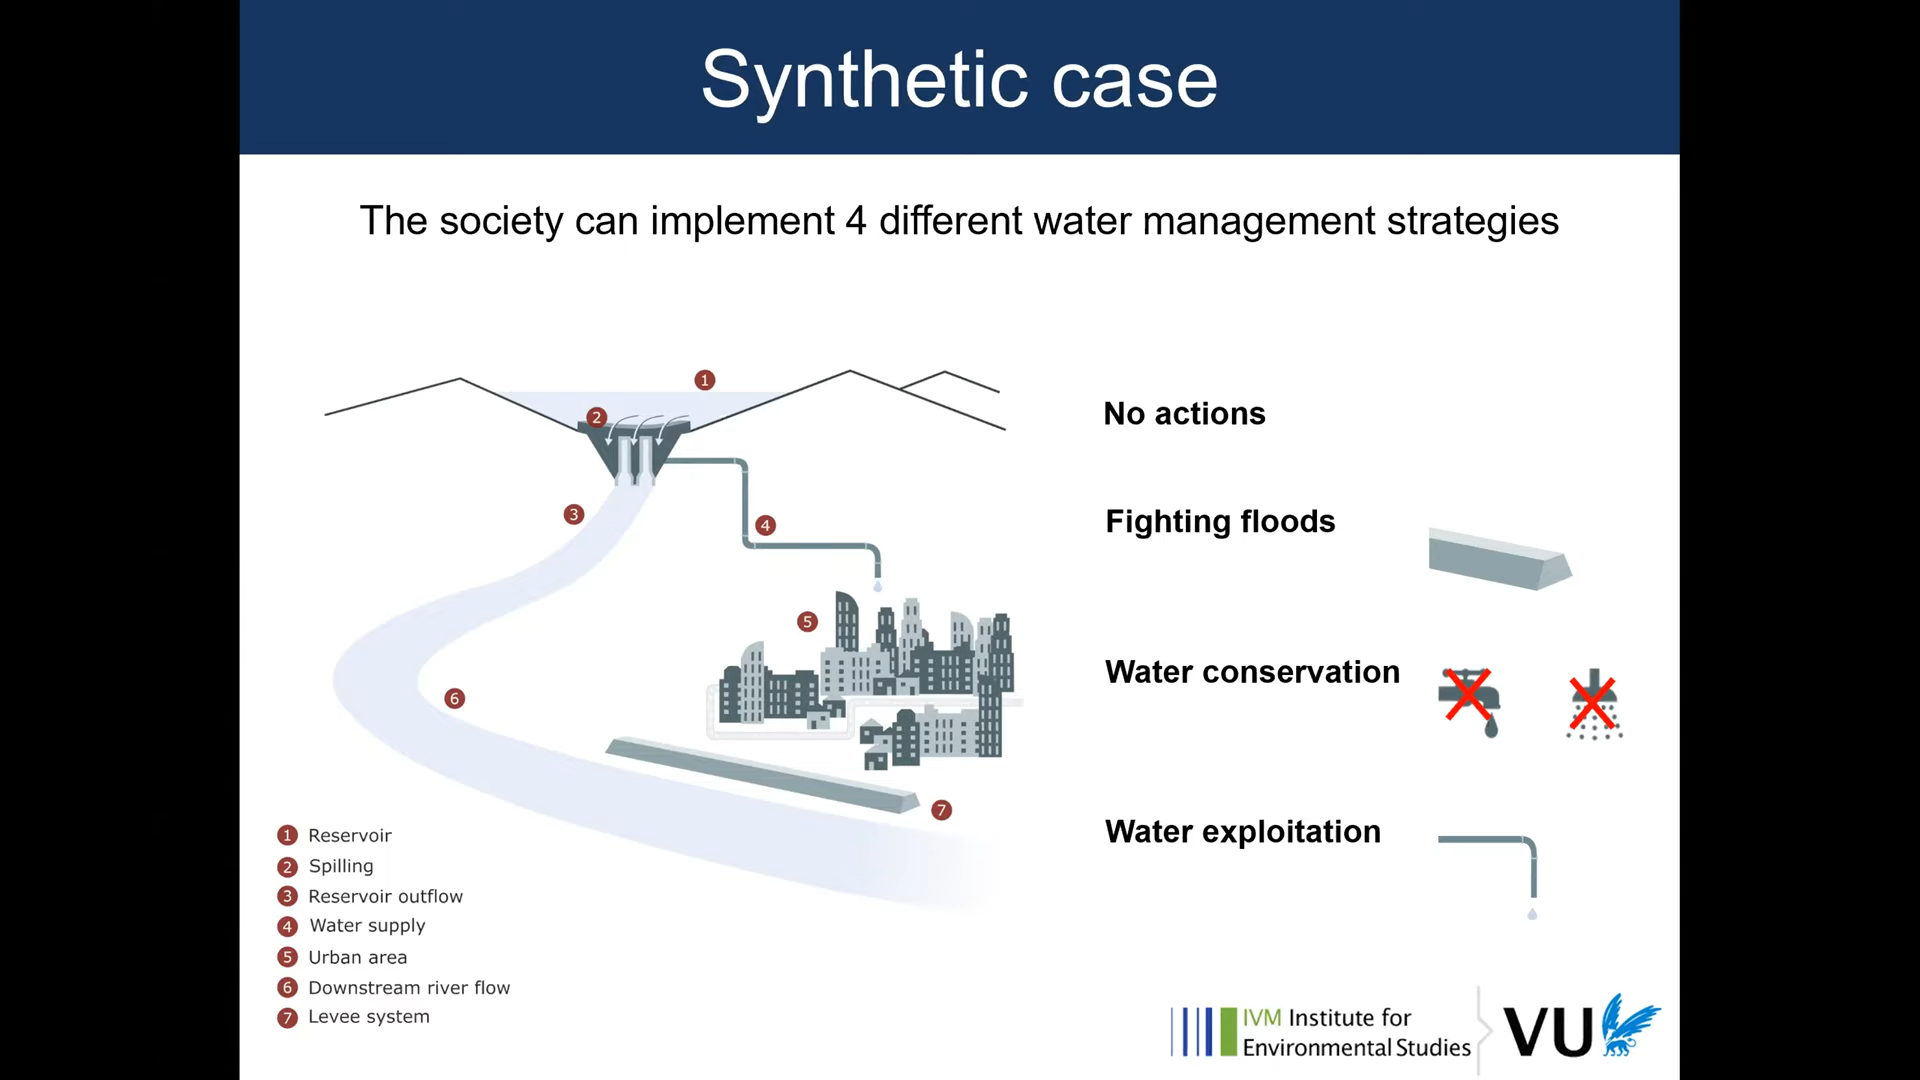 Synthetic case
The society can implement 4 different water management strategies
1
2
3
4
5
6
7
No actions
Fighting floods
Water conservation
Water exploitation
1 Reservoir
2 Spilling
3 Reservoir outflow
4 Water supply
5 Urban area
6 Downstream river flow
7 Levee system
IVM Institute for
Environmental Studies
VU